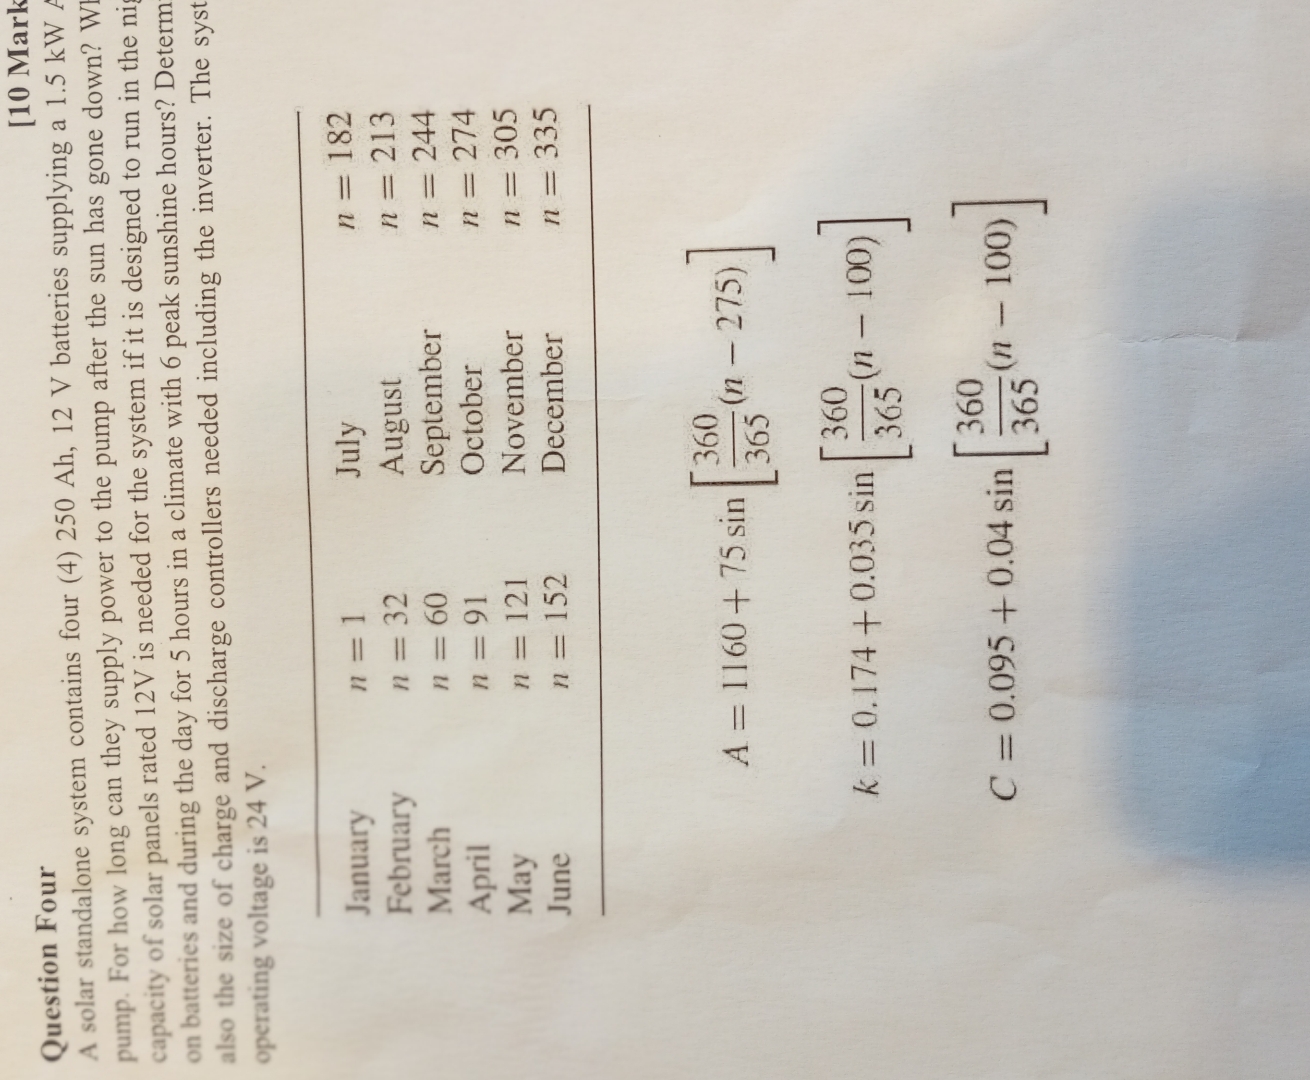 [10 Mark
Question Four
A solar standalone system contains four (4) 250 Ah, 12 V batteries supplying a 1.5 kW A
pump. For how long can they supply power to the pump after the sun has gone down? Wh
capacity of solar panels rated 12V is needed for the system if it is designed to run in the nig
on batteries and during the day for 5 hours in a climate with 6 peak sunshine hours? Determ
also the size of charge and discharge controllers needed including the inverter. The syst
operating voltage is 24 V.
January n = 1 July n = 182
February n = 32 August n = 213
March n = 60 September n = 244
April n = 91 October n = 274
May n = 121 November n = 305
June n = 152 December n = 335
A = 1160 + 75 sin [360/365 (n − 275)]
k = 0.174 + 0.035 sin [360/365 (n − 100)]
C = 0.095 + 0.04 sin [360/365 (n − 100)]